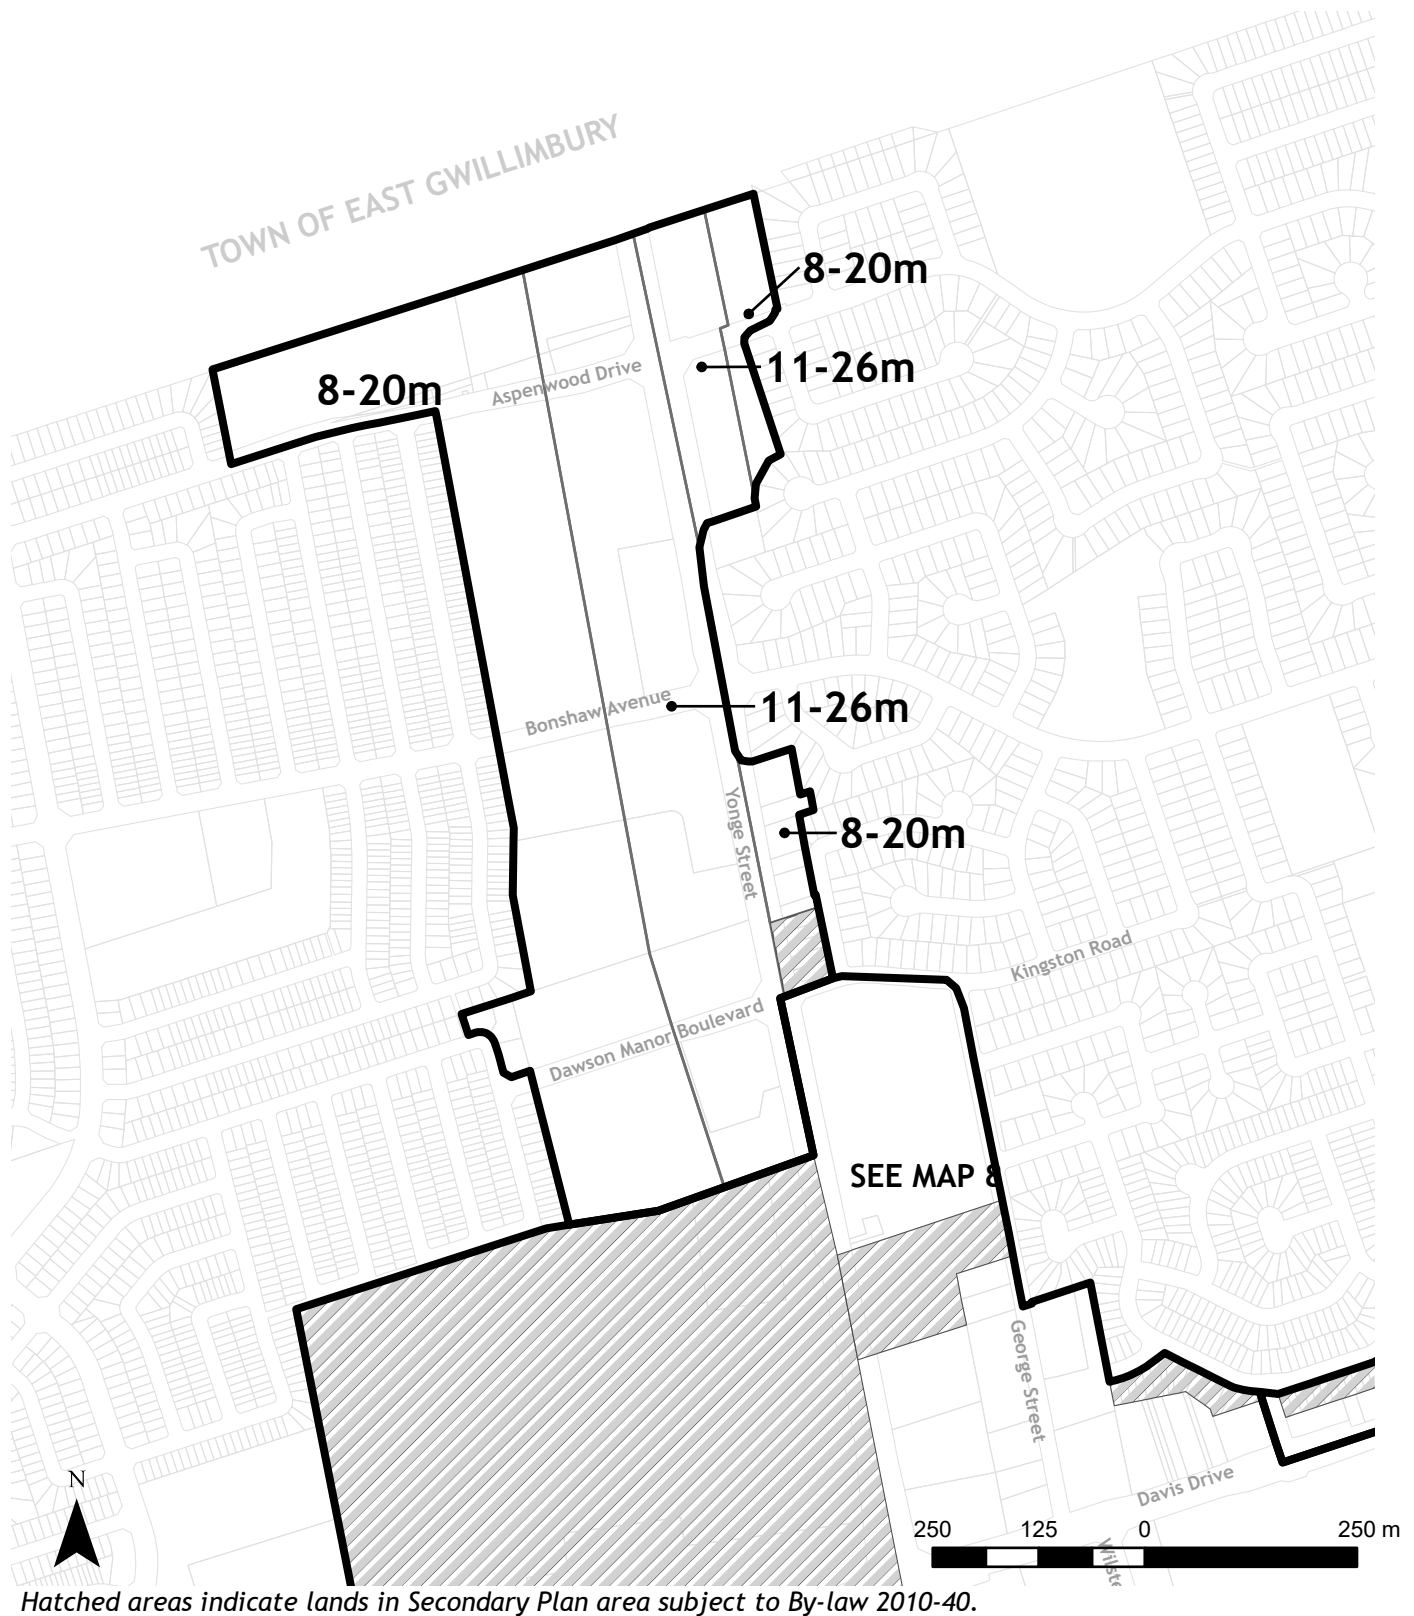 TOWN OF EAST GWILLIMBURY
8-20m
11-26m
8-20m
Aspenwood Drive
11-26m
Bonshaw Avenue
Yonge Street
8-20m
Kingston Road
Dawson Manor Boulevard
SEE MAP 8
George Street
N
Davis Drive
250 125 0 250 m
Hatched areas indicate lands in Secondary Plan area subject to By-law 2010-40.